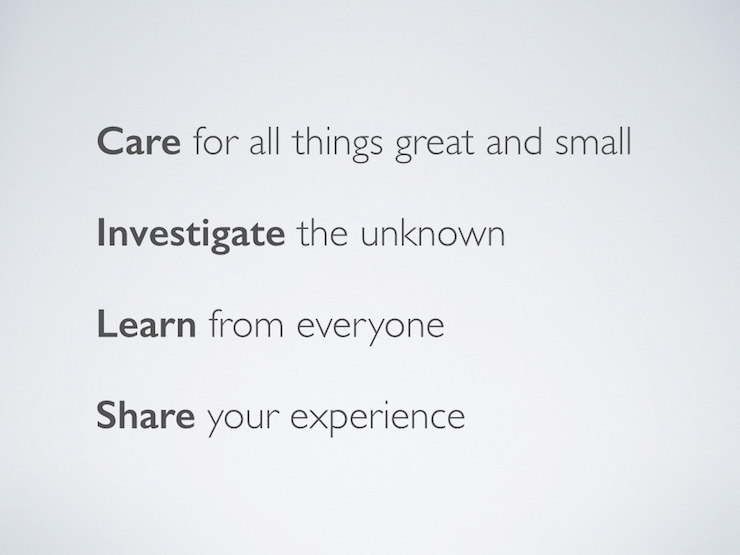 Care for all things great and small
Investigate the unknown
Learn from everyone
Share your experience